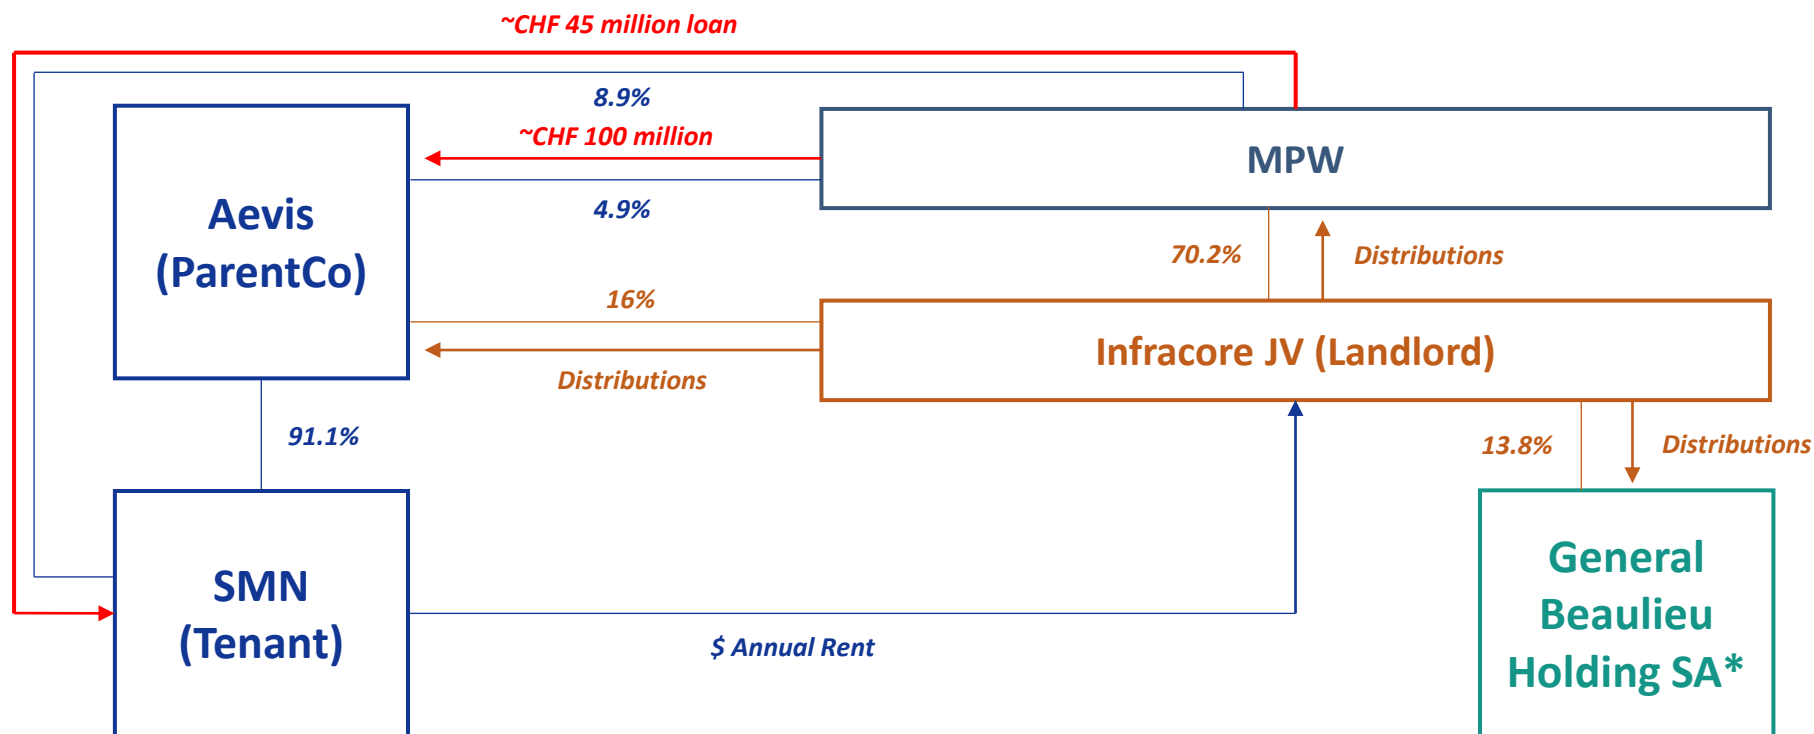 ~CHF 45 million loan
8.9%
~CHF 100 million
MPW
4.9%
Aevis
(ParentCo)
70.2%
Distributions
16%
Infracore JV (Landlord)
Distributions
91.1%
13.8%
Distributions
SMN
(Tenant)
$ Annual Rent
General
Beaulieu
Holding SA*